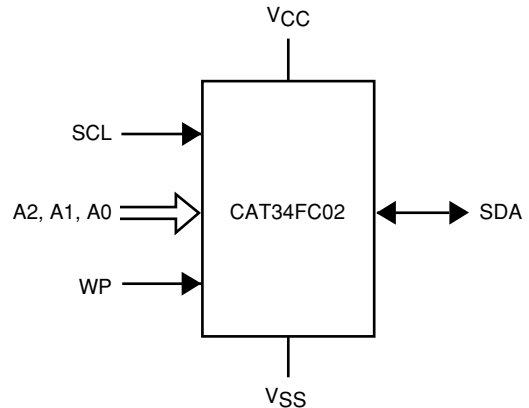 VCC
SCL
A2, A1, A0
CAT34FC02
SDA
WP
VSS